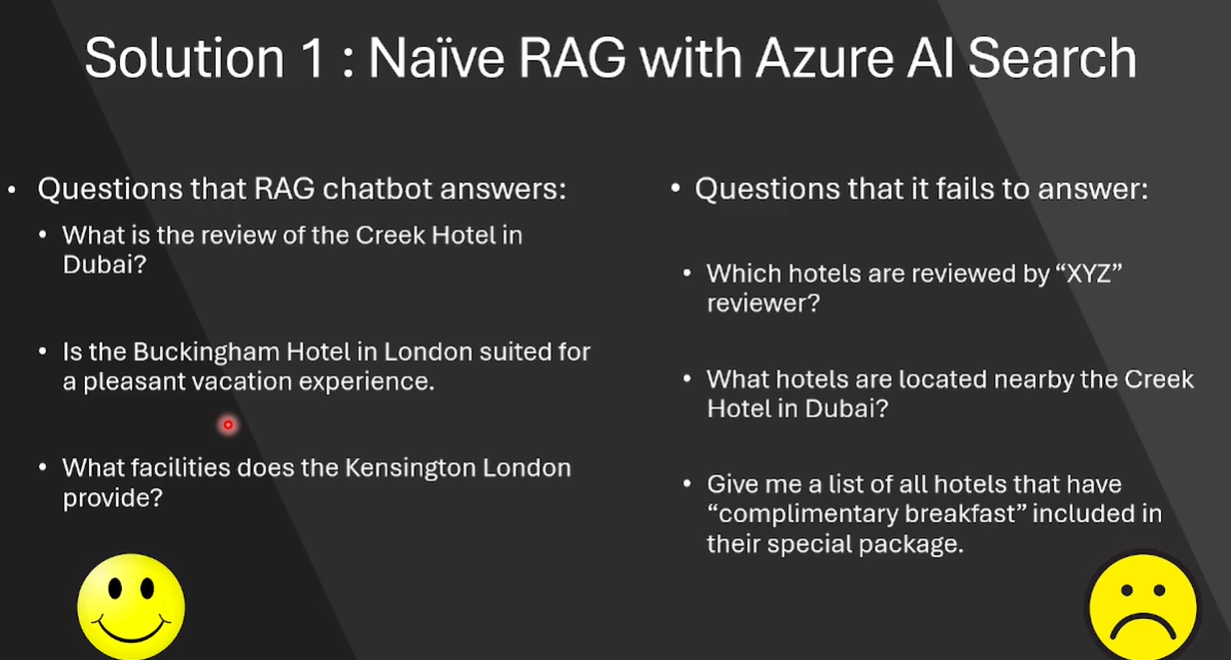 Solution 1 : Naïve RAG with Azure AI Search
• Questions that RAG chatbot answers:
• What is the review of the Creek Hotel in
Dubai?
• Is the Buckingham Hotel in London suited for
a pleasant vacation experience.
• What facilities does the Kensington London
provide?
• Questions that it fails to answer:
• Which hotels are reviewed by “XYZ”
reviewer?
• What hotels are located nearby the Creek
Hotel in Dubai?
• Give me a list of all hotels that have
“complimentary breakfast” included in
their special package.